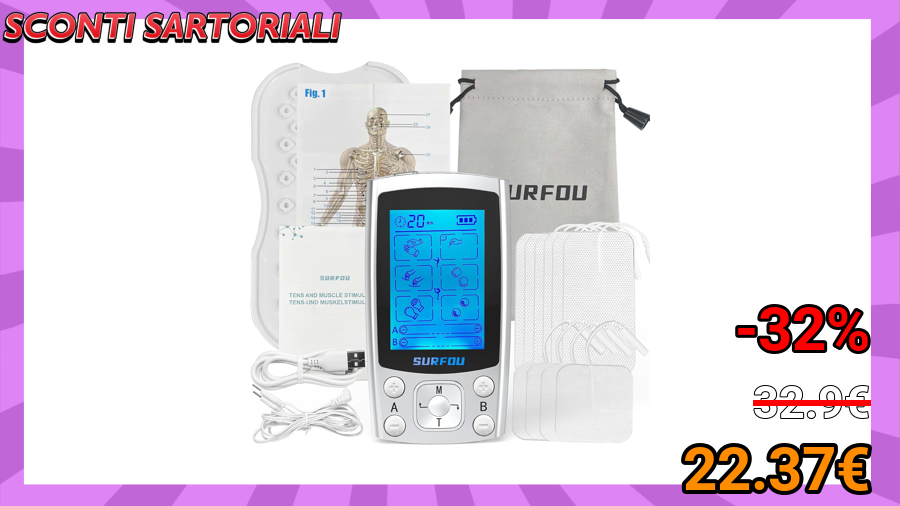 SCONTI SARTORIALI
Fig. 1
SURFOU
20
SURFOU
TENS AND MUSCLE STIMUL
TENS-UND MUSKELSTIMUL
A
B
SURFOU
M
A
B
T
-32%
32.9€
22.37€